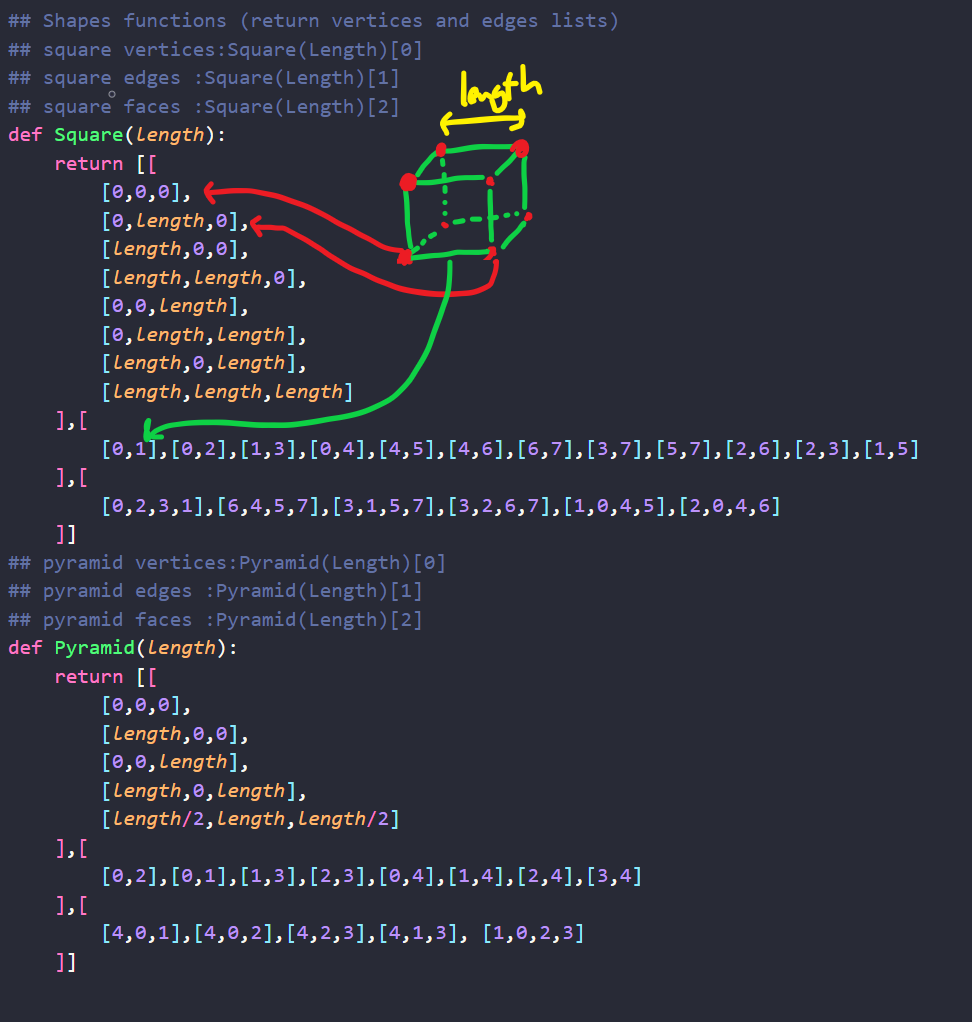 ## Shapes functions (return vertices and edges lists)
## square vertices:Square(Length)[0]
## square edges :Square(Length)[1]
## square faces :Square(Length)[2]
length
def Square(length):
    return [[
        [0,0,0],
        [0,length,0],
        [length,0,0],
        [length,length,0],
        [0,0,length],
        [0,length,length],
        [length,0,length],
        [length,length,length]
    ],[
        [0,1],[0,2],[1,3],[0,4],[4,5],[4,6],[6,7],[3,7],[5,7],[2,6],[2,3],[1,5]
    ],[
        [0,2,3,1],[6,4,5,7],[3,1,5,7],[3,2,6,7],[1,0,4,5],[2,0,4,6]
    ]]
## pyramid vertices:Pyramid(Length)[0]
## pyramid edges :Pyramid(Length)[1]
## pyramid faces :Pyramid(Length)[2]
def Pyramid(length):
    return [[
        [0,0,0],
        [length,0,0],
        [0,0,length],
        [length,0,length],
        [length/2,length,length/2]
    ],[
        [0,2],[0,1],[1,3],[2,3],[0,4],[1,4],[2,4],[3,4]
    ],[
        [4,0,1],[4,0,2],[4,2,3],[4,1,3], [1,0,2,3]
    ]]